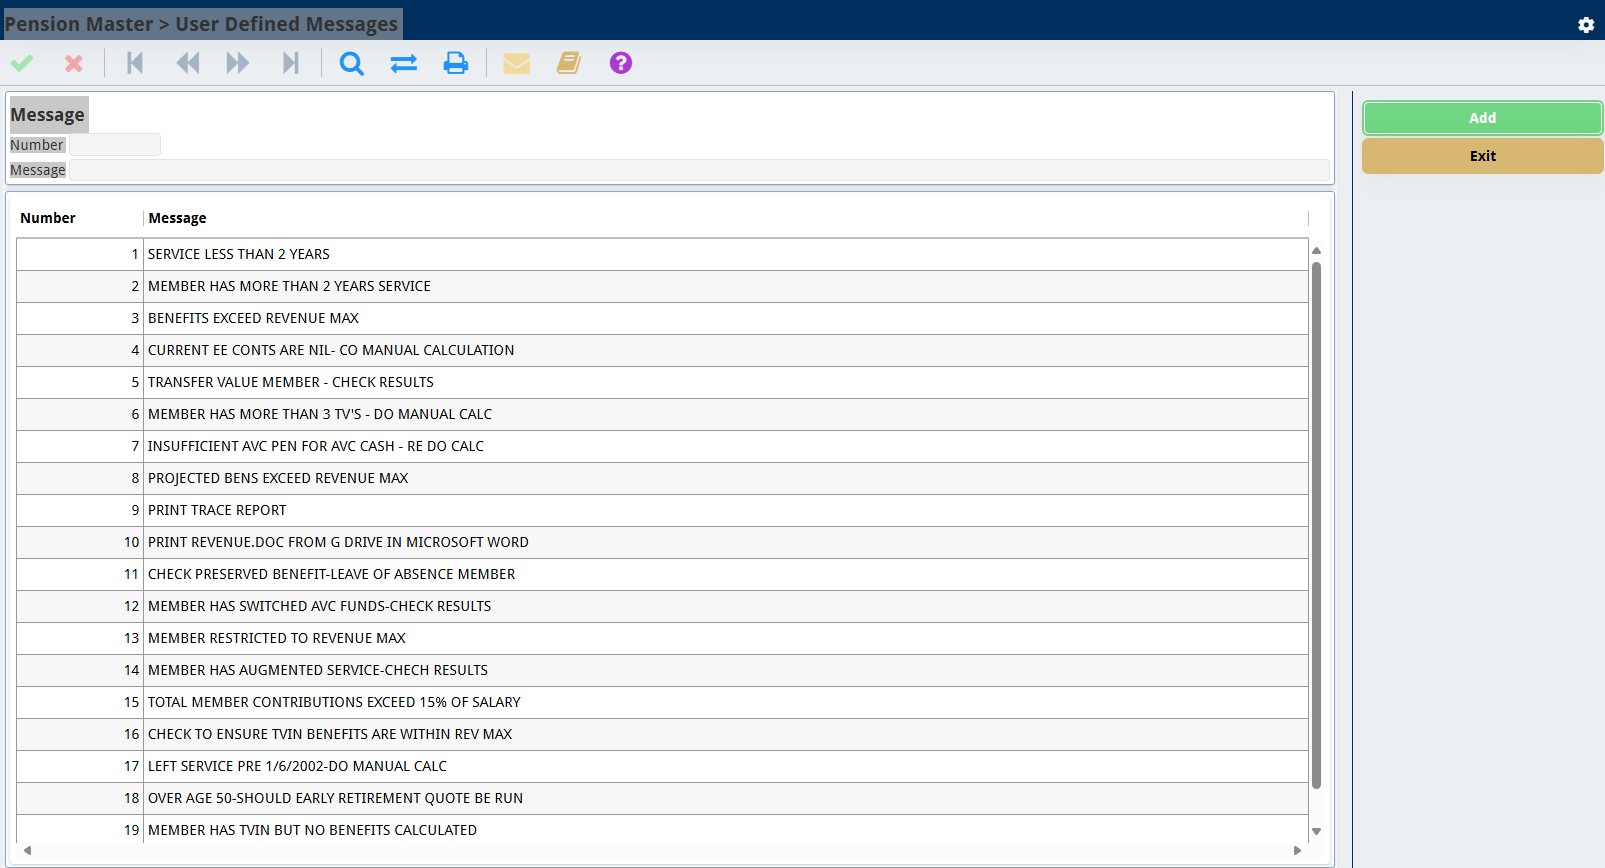 Pension Master > User Defined Messages
?
Message
Number
Message
Add
Exit
Number Message
1 SERVICE LESS THAN 2 YEARS
2 MEMBER HAS MORE THAN 2 YEARS SERVICE
3 BENEFITS EXCEED REVENUE MAX
4 CURRENT EE CONTS ARE NIL- CO MANUAL CALCULATION
5 TRANSFER VALUE MEMBER - CHECK RESULTS
6 MEMBER HAS MORE THAN 3 TV'S - DO MANUAL CALC
7 INSUFFICIENT AVC PEN FOR AVC CASH - RE DO CALC
8 PROJECTED BENS EXCEED REVENUE MAX
9 PRINT TRACE REPORT
10 PRINT REVENUE.DOC FROM G DRIVE IN MICROSOFT WORD
11 CHECK PRESERVED BENEFIT-LEAVE OF ABSENCE MEMBER
12 MEMBER HAS SWITCHED AVC FUNDS-CHECK RESULTS
13 MEMBER RESTRICTED TO REVENUE MAX
14 MEMBER HAS AUGMENTED SERVICE-CHECH RESULTS
15 TOTAL MEMBER CONTRIBUTIONS EXCEED 15% OF SALARY
16 CHECK TO ENSURE TVIN BENEFITS ARE WITHIN REV MAX
17 LEFT SERVICE PRE 1/6/2002-DO MANUAL CALC
18 OVER AGE 50-SHOULD EARLY RETIREMENT QUOTE BE RUN
19 MEMBER HAS TVIN BUT NO BENEFITS CALCULATED